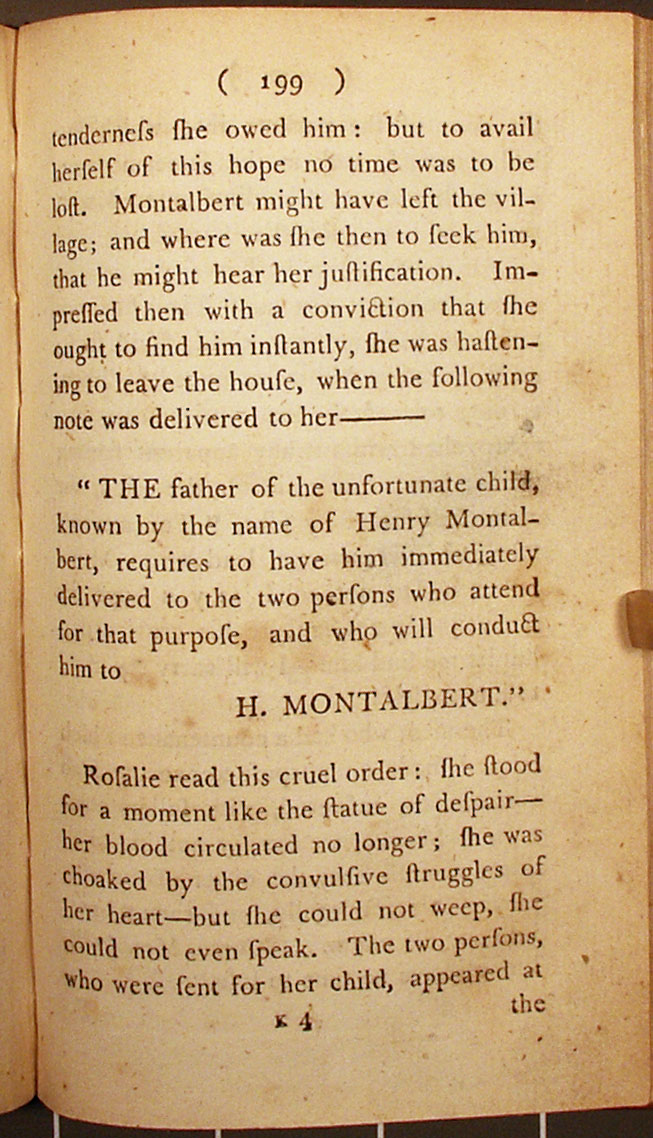 ( 199 )
tenderneſs ſhe owed him : but to avail
herſelf of this hope no time was to be
loſt. Montalbert might have left the vil-
lage; and where was ſhe then to ſeek him,
that he might hear her juſtification. Im-
preſſed then with a conviction that ſhe
ought to find him inſtantly, ſhe was haſten-
ing to leave the houſe, when the following
note was delivered to her———
“ THE father of the unfortunate child,
known by the name of Henry Montal-
bert, requires to have him immediately
delivered to the two perſons who attend
for that purpoſe, and who will conduct
him to
H. MONTALBERT.”
Roſalie read this cruel order : ſhe ſtood
for a moment like the ſtatue of deſpair—
her blood circulated no longer ; ſhe was
choaked by the convulſive ſtruggles of
her heart—but ſhe could not weep, ſhe
could not even ſpeak. The two perſons,
who were ſent for her child, appeared at
the
K 4